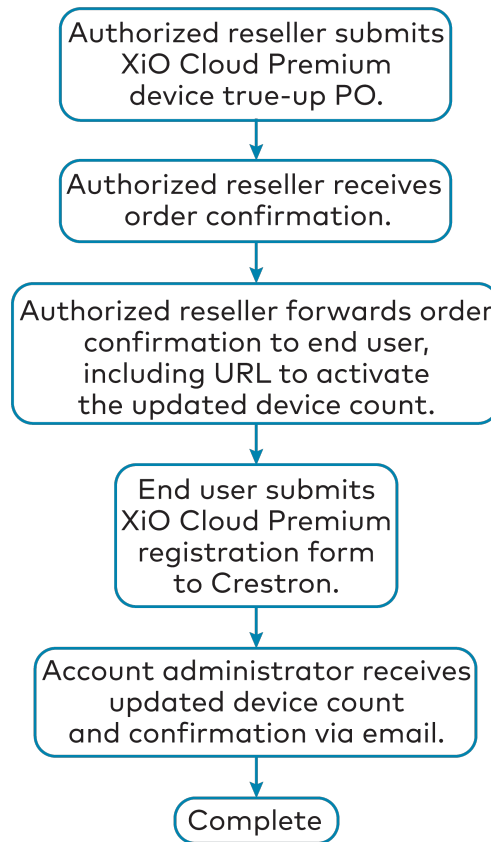 Authorized reseller submits
XiO Cloud Premium
device true-up PO.
Authorized reseller receives
order confirmation.
Authorized reseller forwards order
confirmation to end user,
including URL to activate
the updated device count.
End user submits
XiO Cloud Premium
registration form
to Crestron.
Account administrator receives
updated device count
and confirmation via email.
Complete